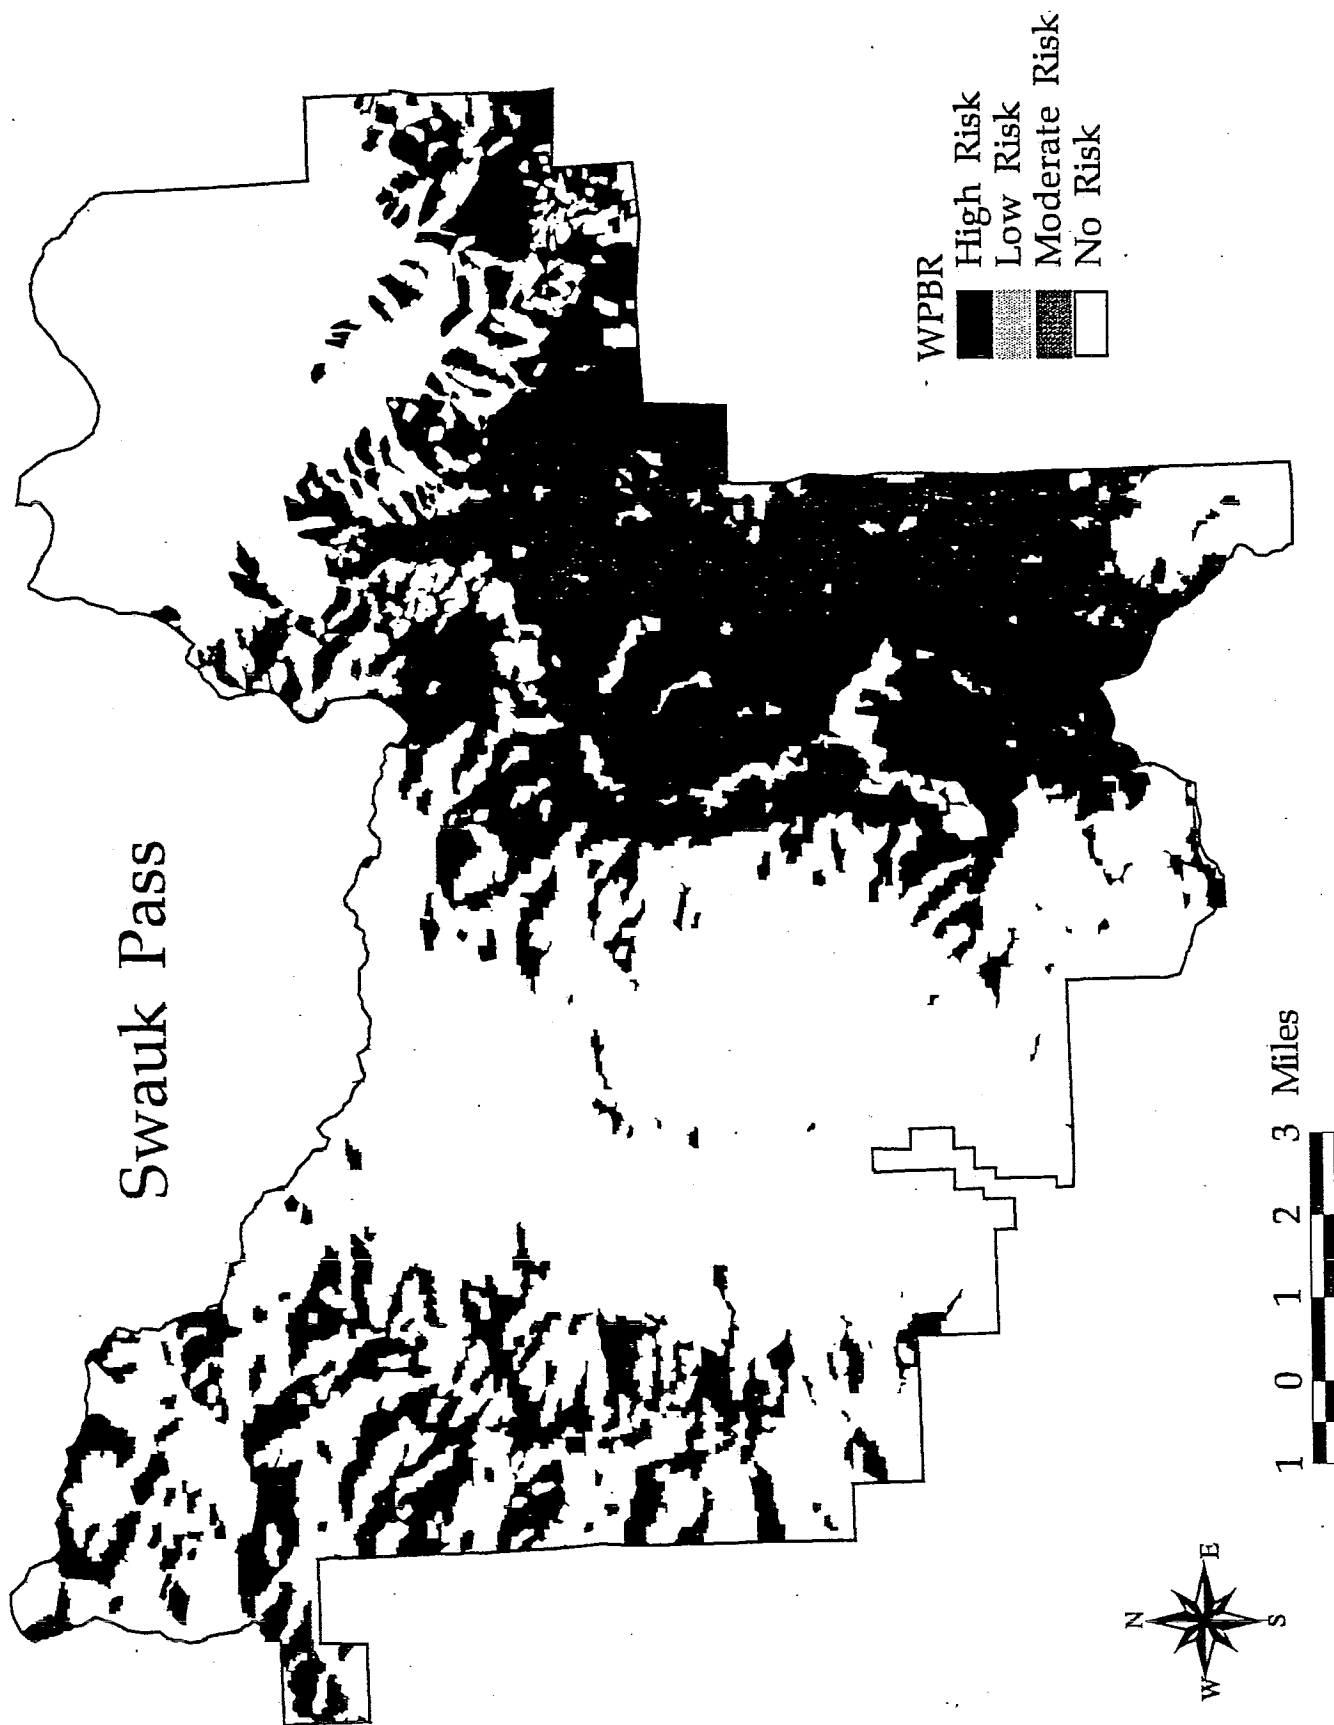 Swauk Pass
WPBR
High Risk
Low Risk
Moderate Risk
No Risk
1 0 1 2 3 Miles
N
W E
S